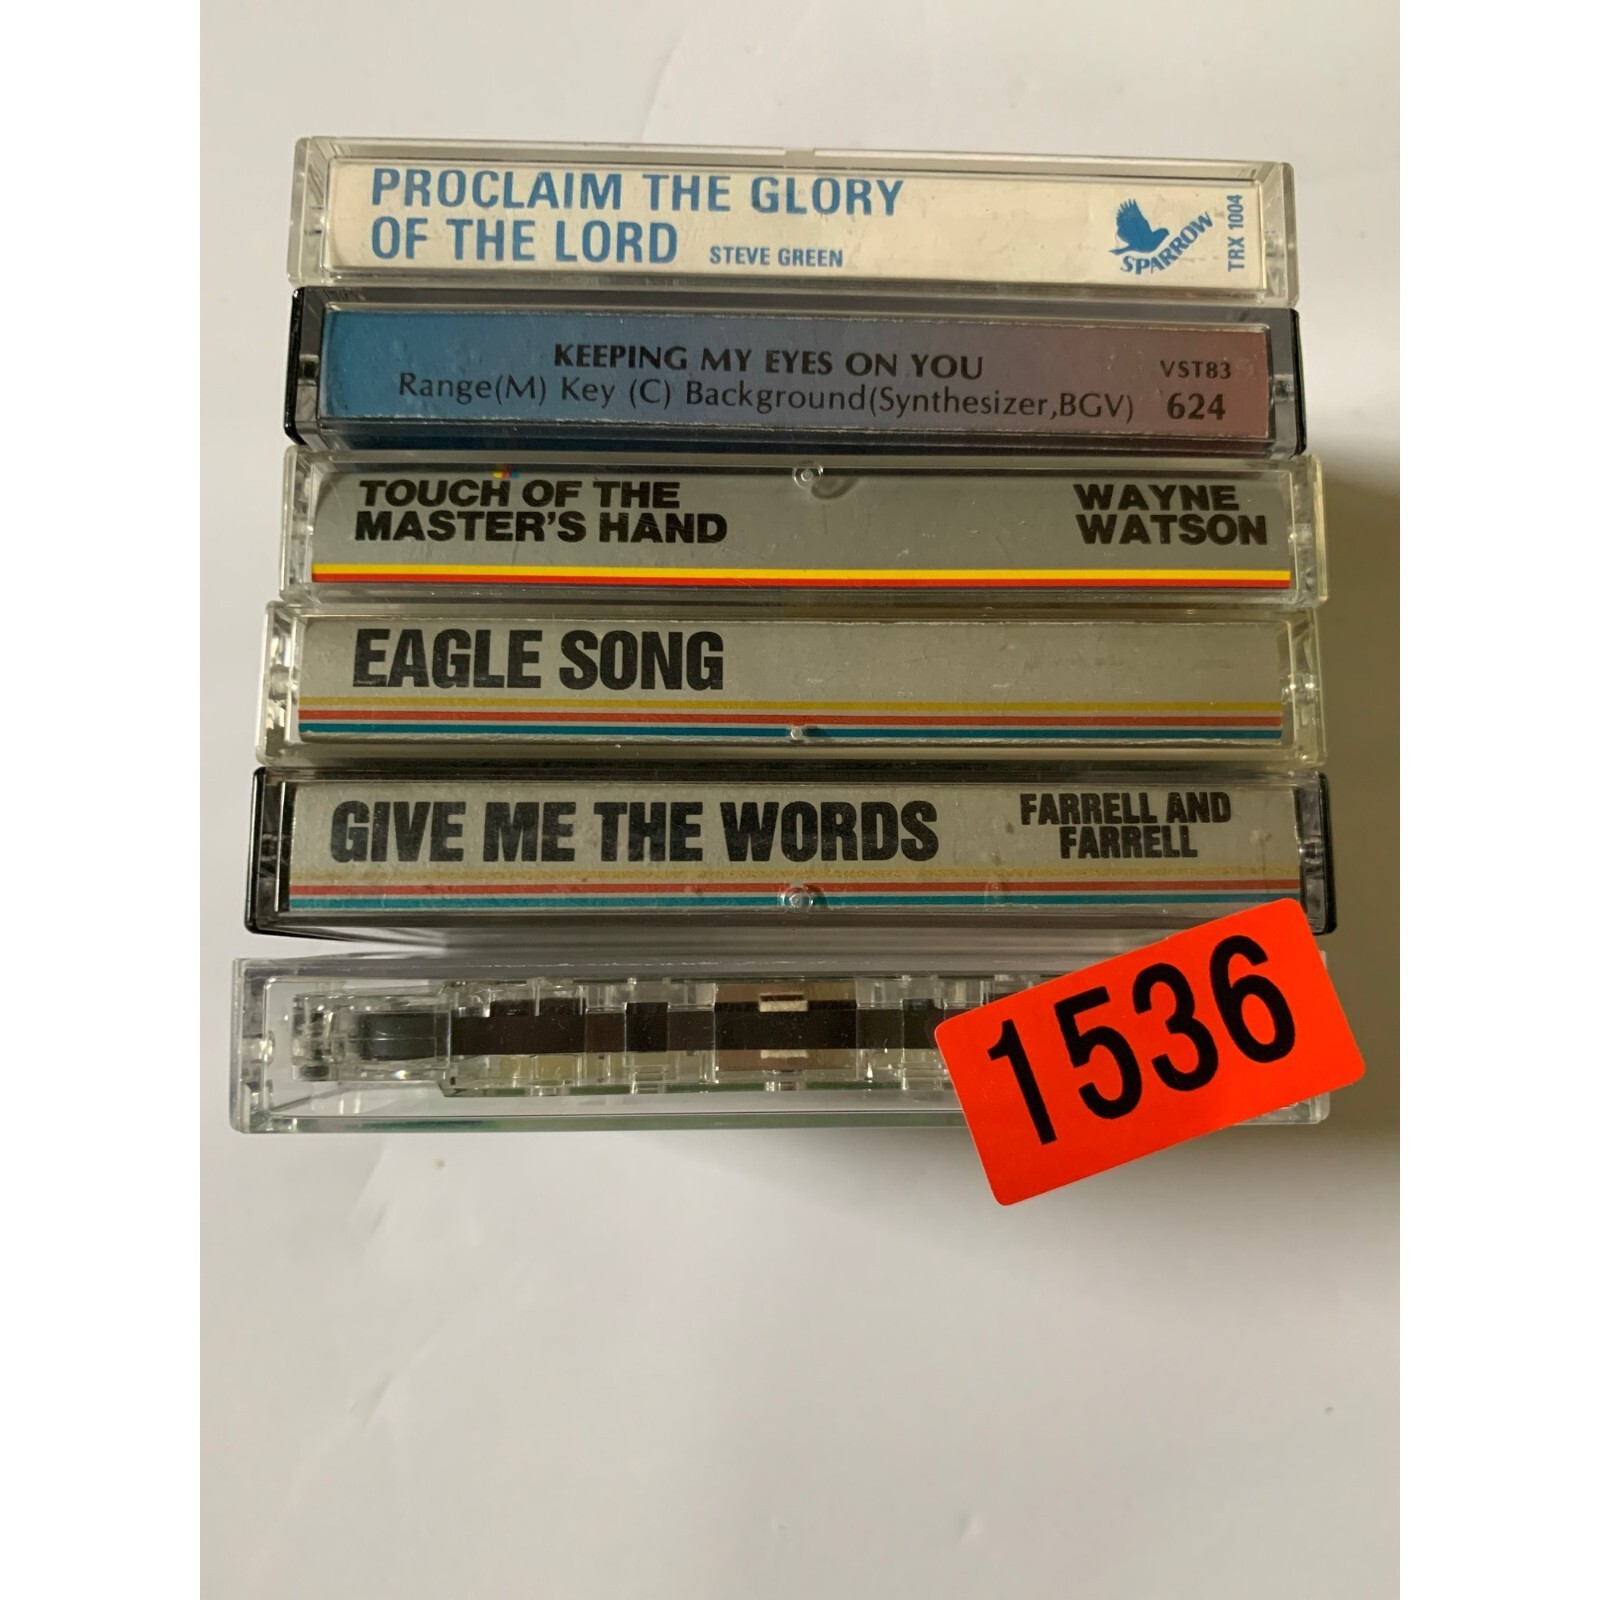 PROCLAIM THE GLORY
OF THE LORD STEVE GREEN
SPARROW
TRX 1004
KEEPING MY EYES ON YOU
VST83
Range(M) Key (C) Background(Synthesizer,BGV)
624
TOUCH OF THE
MASTER'S HAND
WAYNE
WATSON
EAGLE SONG
GIVE ME THE WORDS
FARRELL AND
FARRELL
1536